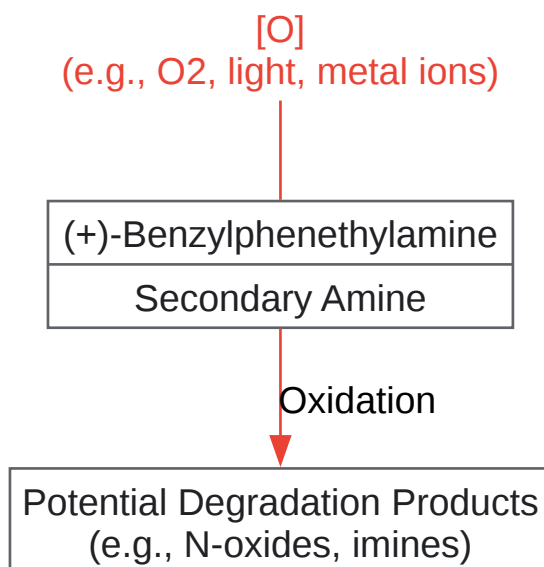 [O]
(e.g., O2, light, metal ions)
(+)-Benzylphenethylamine
Secondary Amine
Oxidation
Potential Degradation Products
(e.g., N-oxides, imines)